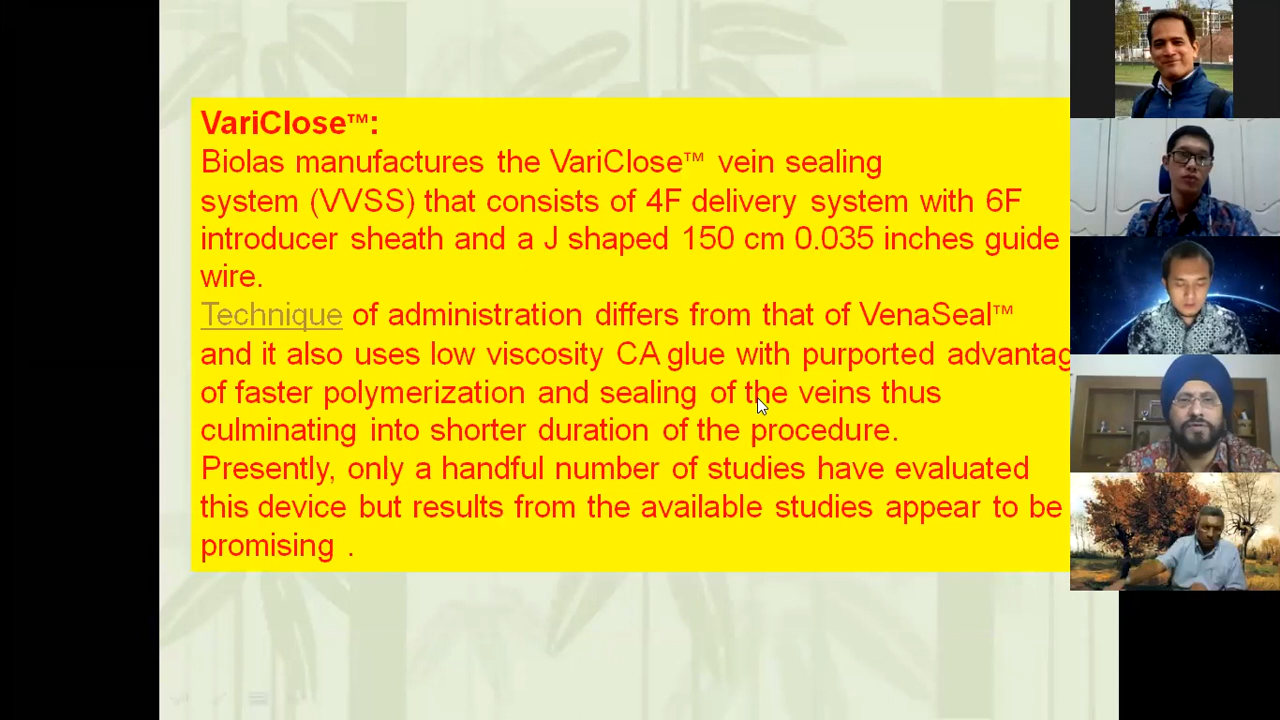 VariClose™:
Biolas manufactures the VariClose™ vein sealing
system (VVSS) that consists of 4F delivery system with 6F
introducer sheath and a J shaped 150 cm 0.035 inches guide
wire.
Technique of administration differs from that of VenaSeal™
and it also uses low viscosity CA glue with purported advantag
of faster polymerization and sealing of the veins thus
culminating into shorter duration of the procedure.
Presently, only a handful number of studies have evaluated
this device but results from the available studies appear to be
promising .